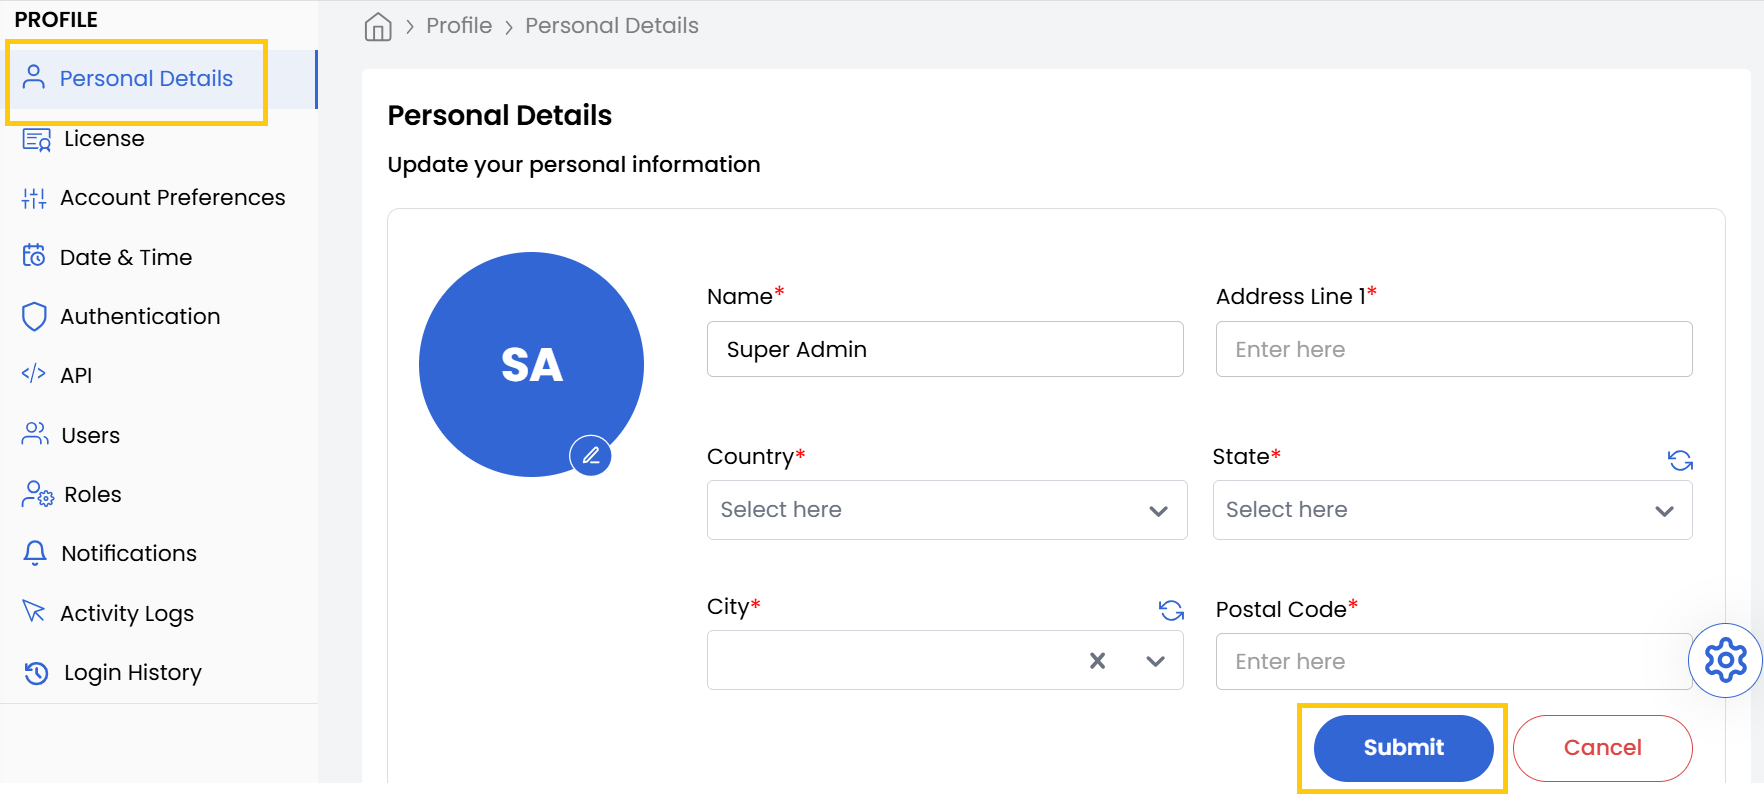 PROFILE
Personal Details
License
Account Preferences
Date & Time
Authentication
API
Users
Roles
Notifications
Activity Logs
Login History
Profile
Personal Details
Personal Details
Update your personal information
SA
Name*
Super Admin
Address Line 1*
Enter here
Country*
Select here
State*
Select here
City*
Postal Code*
Enter here
Submit
Cancel